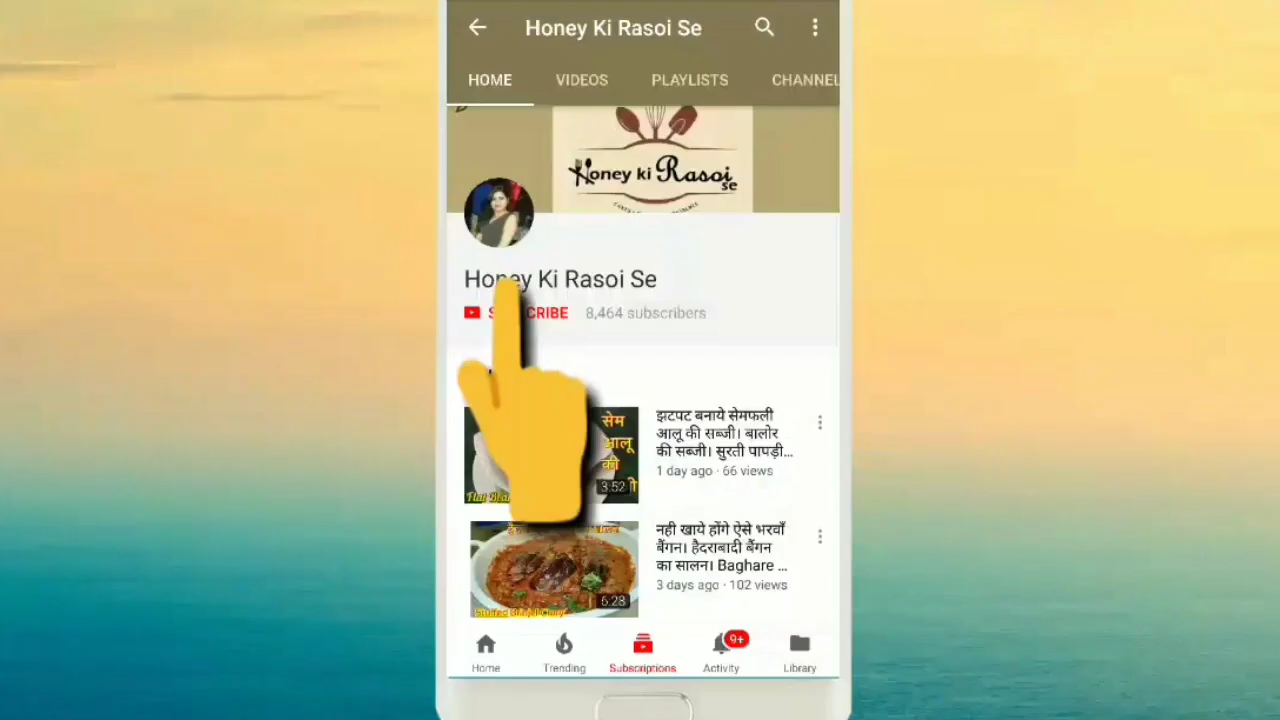 Honey Ki Rasoi Se
HOME VIDEOS PLAYLISTS CHANNEL
Honey ki Rasoi
se
Honey Ki Rasoi Se
SUBSCRIBE 8,464 subscribers
सेम
आलू
की
3:52
झटपट बनाये सेमफली
आलू की सब्जी। बालोर
की सब्जी। सुरती पापड़ी...
1 day ago · 66 views
6:28
नही खाये होंगे ऐसे भरवाँ
बैंगन। हैदराबादी बैंगन
का सालन। Baghare ...
3 days ago · 102 views
9+
Home Trending Subscriptions Activity Library